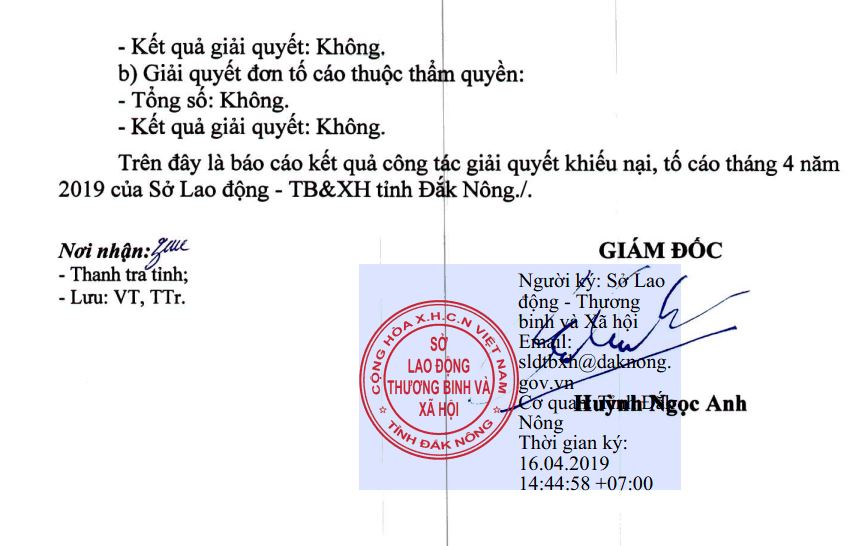 - Kết quả giải quyết: Không.
b) Giải quyết đơn tố cáo thuộc thẩm quyền:
- Tổng số: Không.
- Kết quả giải quyết: Không.
Trên đây là báo cáo kết quả công tác giải quyết khiếu nại, tố cáo tháng 4 năm
2019 của Sở Lao động - TB&XH tỉnh Đắk Nông./.
Nơi nhận:
- Thanh tra tỉnh;
- Lưu: VT, TTr.
GIÁM ĐỐC
CỘNG HÒA X.H.C.N VIỆT NAM
SỞ
LAO ĐỘNG
THƯƠNG BINH VÀ
XÃ HỘI
TỈNH ĐẮK NÔNG
Người ký: Sở Lao
động - Thương
binh và Xã hội
Email:
sldtbxh@daknong.
gov.vn
Cơ quan: Tỉnh Đắk
Nông
Thời gian ký:
16.04.2019
14:44:58 +07:00
Huỳnh Ngọc Anh